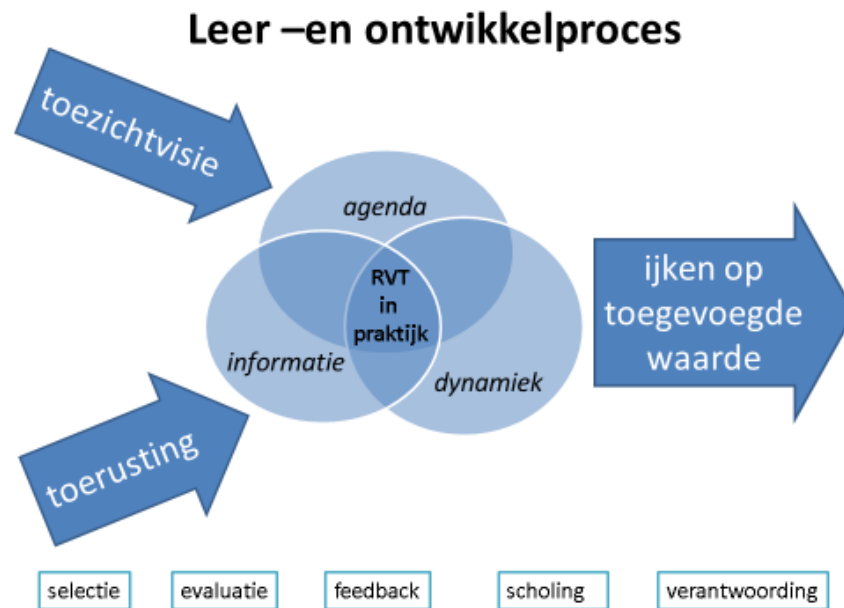 Leer –en ontwikkelproces
toezichtvisie
agenda
RVT
in
praktijk
informatie
dynamiek
ijken op
toegevoegde
waarde
toerusting
selectie
evaluatie
feedback
scholing
verantwoording